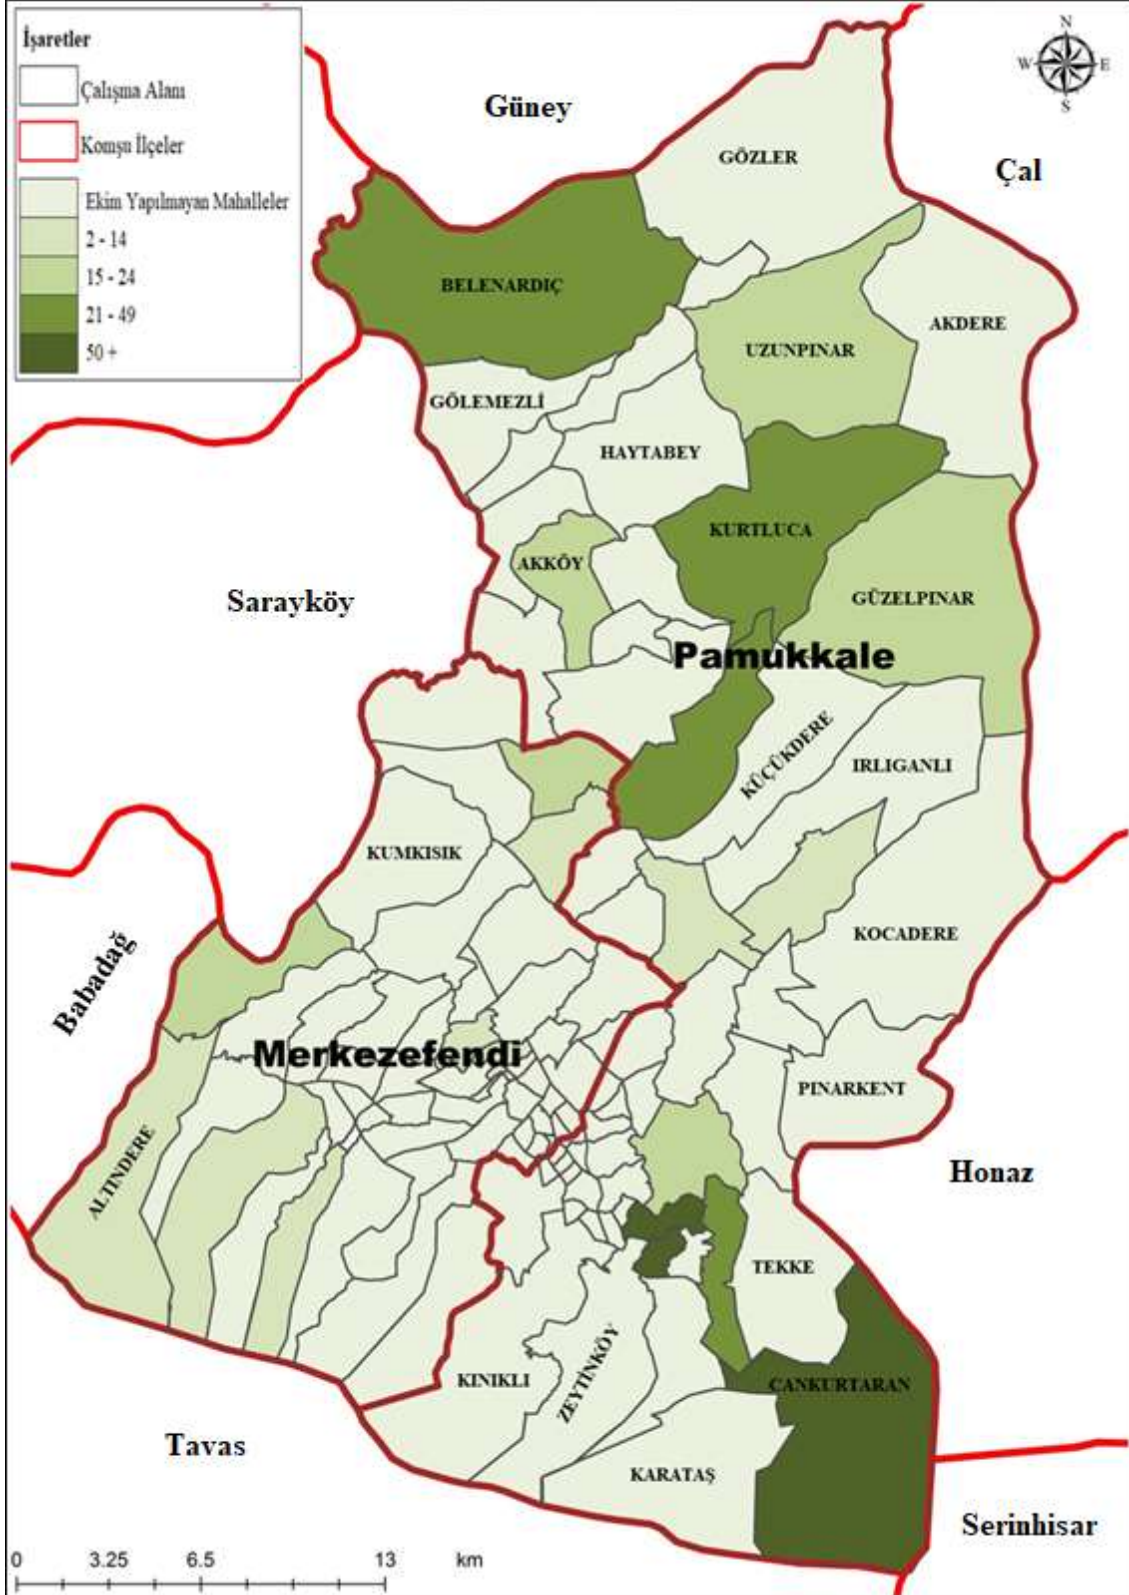 İşaretler
Çalışma Alanı
Komşu İlçeler
Ekim Yapılmayan Mahalleler
2 - 14
15 - 24
21 - 49
50 +
N
W E
S
Güney
Çal
GÖZLER
BELENARDIÇ
AKDERE
UZUNPINAR
GÖLEMEZLİ
HAYTABEY
KURTLUCA
AKKÖY
GÜZELPINAR
Sarayköy
Pamukkale
KÜÇÜKDERE
IRLIGANLI
KUMKISIK
KOCADERE
Babadağ
Merkezefendi
PINARKENT
ALTINDERE
Honaz
TEKKE
ZEYTİNKÖY
KINIKLI
CANKURTARAN
Tavas
KARATAŞ
Serinhisar
0 3.25 6.5 13 km